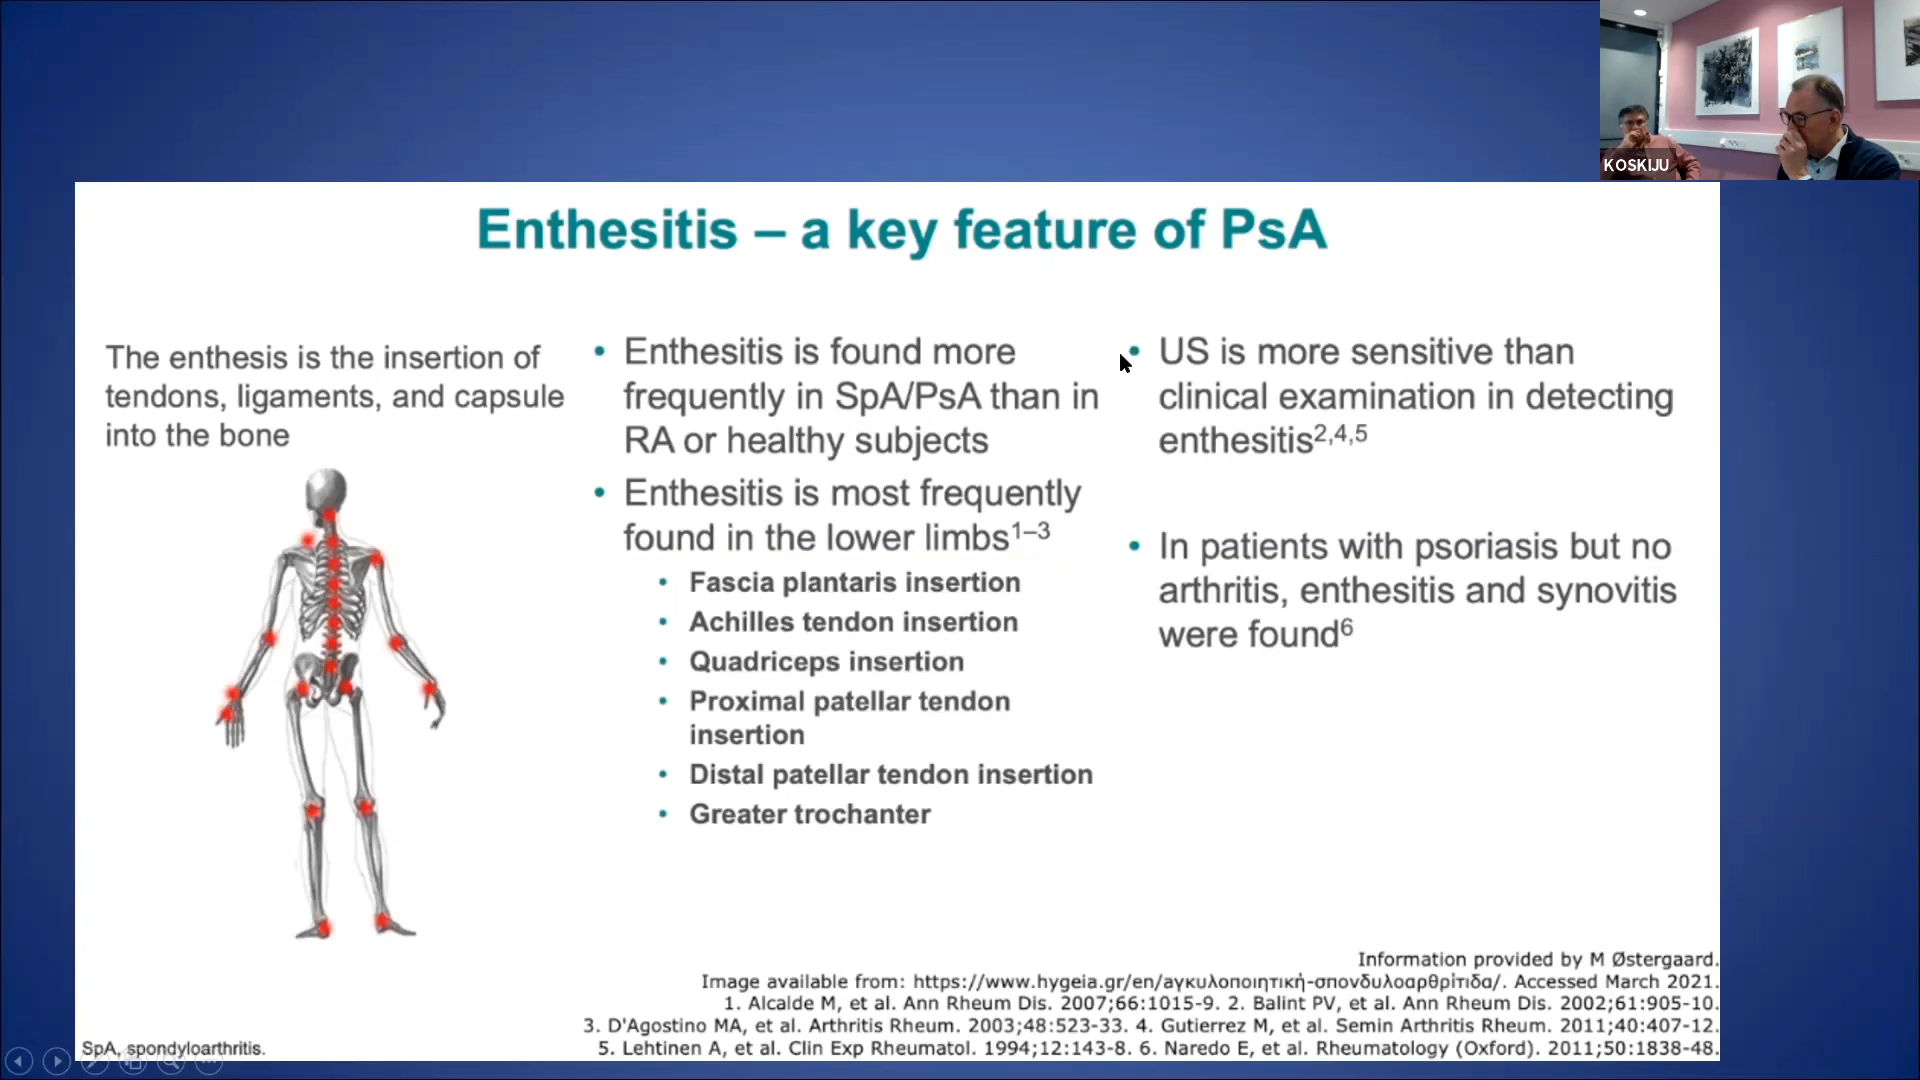 KOSKIJU
Enthesitis – a key feature of PsA
The enthesis is the insertion of
tendons, ligaments, and capsule
into the bone
• Enthesitis is found more
frequently in SpA/PsA than in
RA or healthy subjects
• Enthesitis is most frequently
found in the lower limbs1–3
• Fascia plantaris insertion
• Achilles tendon insertion
• Quadriceps insertion
• Proximal patellar tendon
insertion
• Distal patellar tendon insertion
• Greater trochanter
• US is more sensitive than
clinical examination in detecting
enthesitis2,4,5
• In patients with psoriasis but no
arthritis, enthesitis and synovitis
were found6
Information provided by M Østergaard.
Image available from: https://www.hygeia.gr/en/αγκυλοποιητική-σπονδυλοαρθρίτιδα/. Accessed March 2021.
1. Alcalde M, et al. Ann Rheum Dis. 2007;66:1015-9. 2. Balint PV, et al. Ann Rheum Dis. 2002;61:905-10.
3. D'Agostino MA, et al. Arthritis Rheum. 2003;48:523-33. 4. Gutierrez M, et al. Semin Arthritis Rheum. 2011;40:407-12.
5. Lehtinen A, et al. Clin Exp Rheumatol. 1994;12:143-8. 6. Naredo E, et al. Rheumatology (Oxford). 2011;50:1838-48.
SpA, spondyloarthritis.